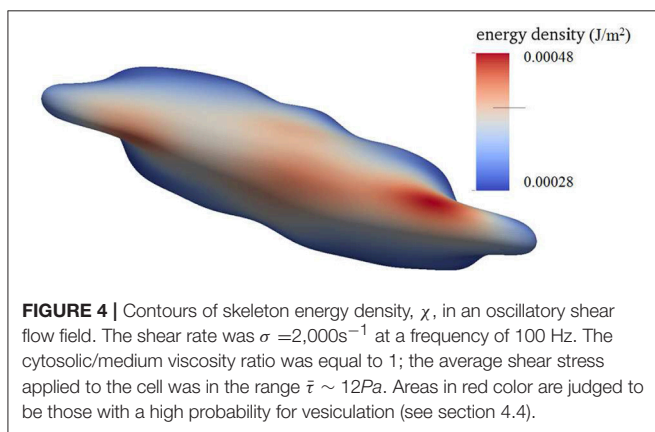 energy density (J/m²)
0.00048
0.00028
FIGURE 4 | Contours of skeleton energy density, χ, in an oscillatory shear
flow field. The shear rate was σ =2,000s⁻¹ at a frequency of 100 Hz. The
cytosolic/medium viscosity ratio was equal to 1; the average shear stress
applied to the cell was in the range τ̄ ∼ 12Pa. Areas in red color are judged to
be those with a high probability for vesiculation (see section 4.4).